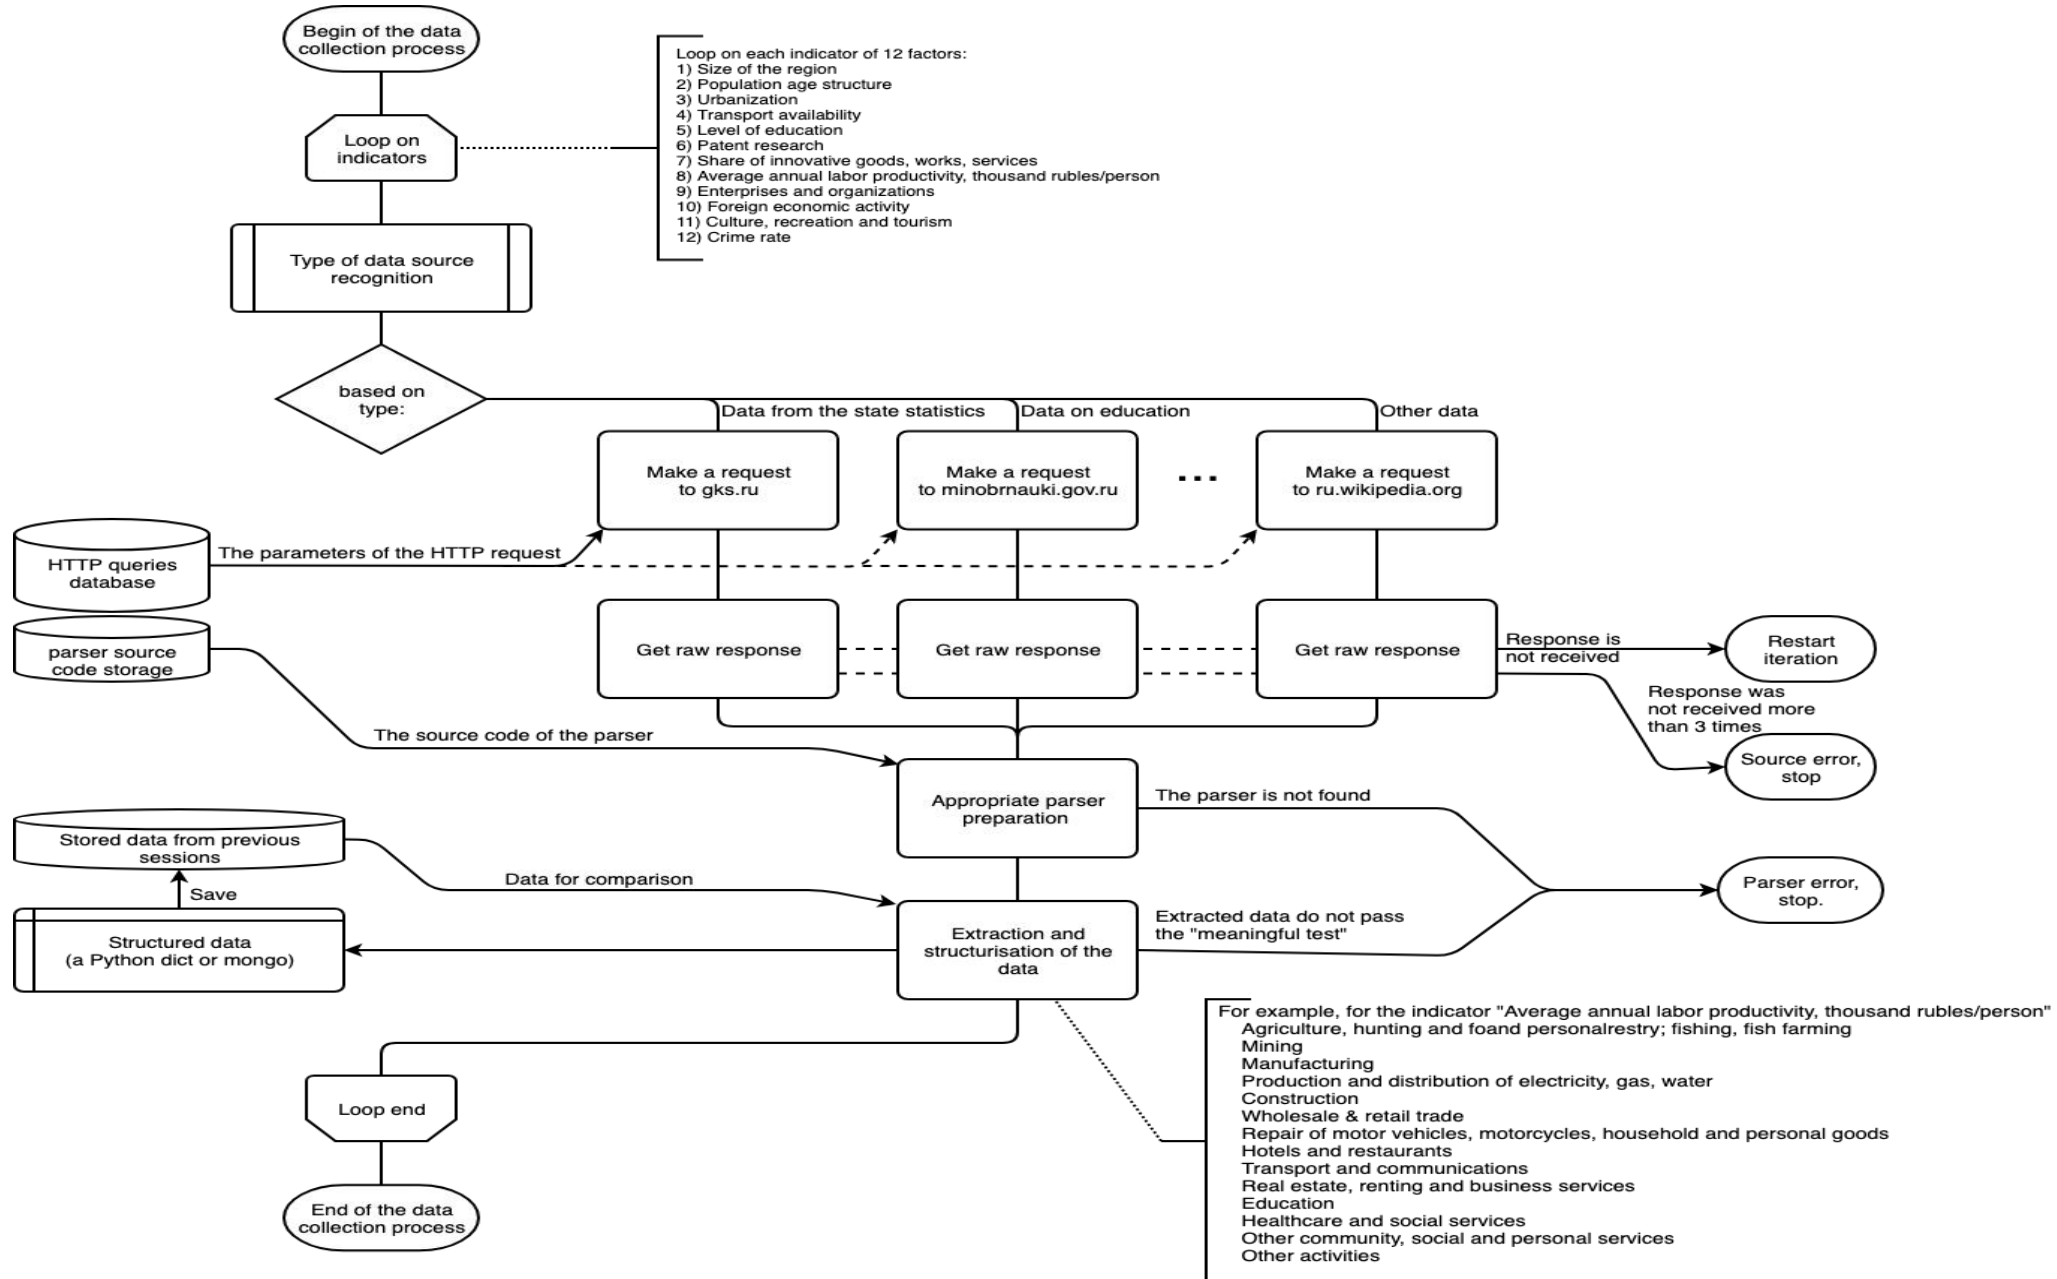 Begin of the data
collection process
Loop on
indicators
Loop on each indicator of 12 factors:
1) Size of the region
2) Population age structure
3) Urbanization
4) Transport availability
5) Level of education
6) Patent research
7) Share of innovative goods, works, services
8) Average annual labor productivity, thousand rubles/person
9) Enterprises and organizations
10) Foreign economic activity
11) Culture, recreation and tourism
12) Crime rate
Type of data source
recognition
based on
type:
Data from the state statistics
Data on education
Other data
Make a request
to gks.ru
Make a request
to minobrnauki.gov.ru
...
Make a request
to ru.wikipedia.org
HTTP queries
database
The parameters of the HTTP request
parser source
code storage
Get raw response
Get raw response
Get raw response
Response is
not received
Restart
iteration
Response was
not received more
than 3 times
Source error,
stop
The source code of the parser
Appropriate parser
preparation
The parser is not found
Stored data from previous
sessions
Data for comparison
Save
Structured data
(a Python dict or mongo)
Extraction and
structurisation of the
data
Extracted data do not pass
the "meaningful test"
Parser error,
stop.
For example, for the indicator "Average annual labor productivity, thousand rubles/person"
Agriculture, hunting and foand personalrestry; fishing, fish farming
Mining
Manufacturing
Production and distribution of electricity, gas, water
Construction
Wholesale & retail trade
Repair of motor vehicles, motorcycles, household and personal goods
Hotels and restaurants
Transport and communications
Real estate, renting and business services
Education
Healthcare and social services
Other community, social and personal services
Other activities
Loop end
End of the data
collection process